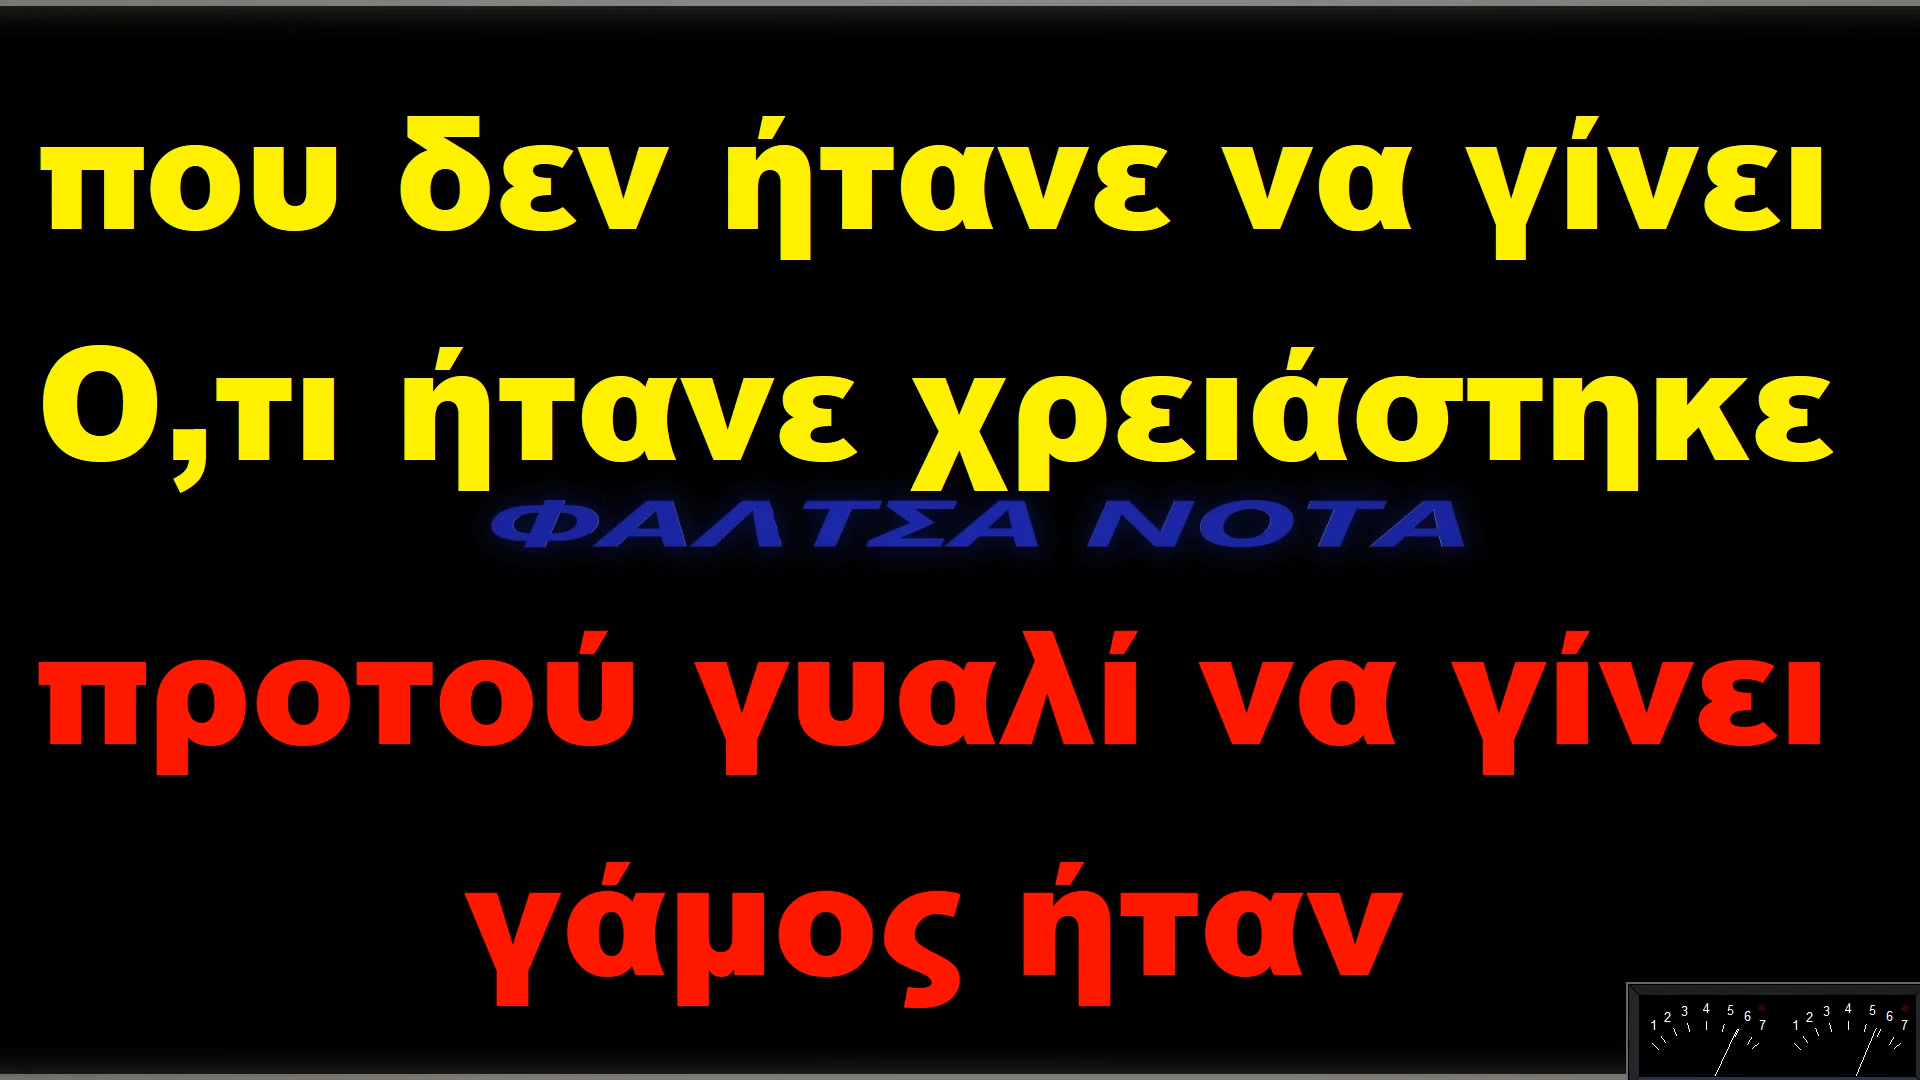 που δεν ήτανε να γίνει
Ο,τι ήτανε χρειάστηκε
ΦΑΛΤΣΑ ΝΟΤΑ
προτού γυαλί να γίνει
γάμος ήταν
1 2 3 4 5 6 7 1 2 3 4 5 6 7